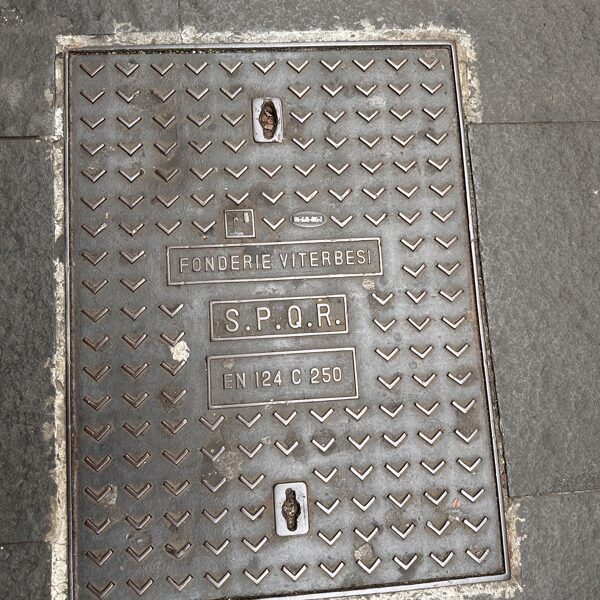 FONDERIE VITERBESI
S.P.Q.R.
EN 124 C 250